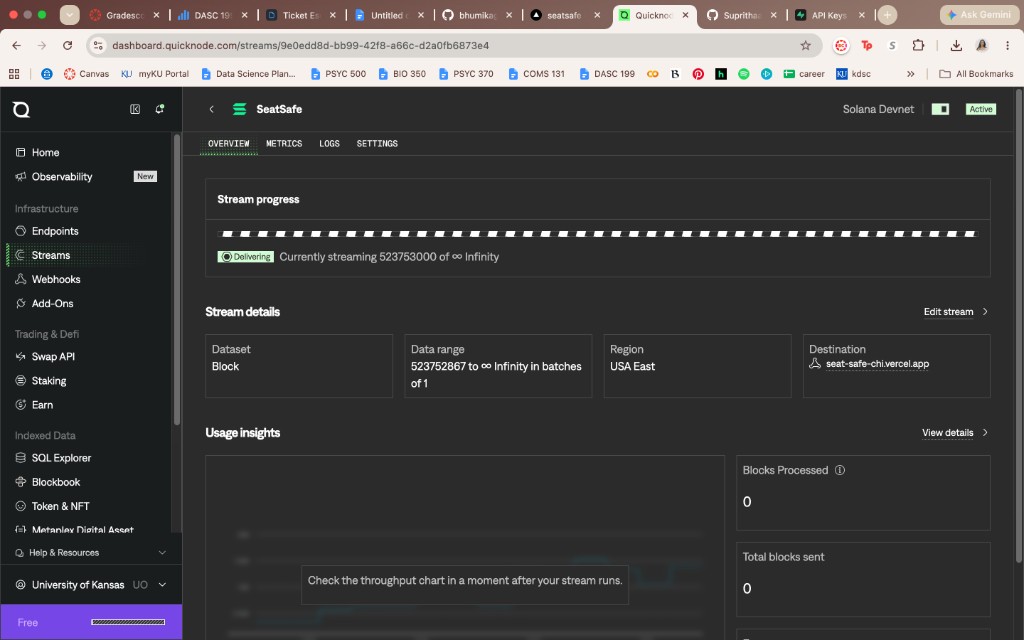 Gradesco
DASC 19
Ticket Es
Untitled
bhumika
seatsafe
Quickno
Supritha
API Keys
Ask Gemini
dashboard.quicknode.com/streams/9e0edd8d-bb99-42f8-a66c-d2a0fb6873e4
Canvas
KU myKU Portal
Data Science Plan...
PSYC 500
BIO 350
PSYC 370
COMS 131
DASC 199
career
KU kdsc
All Bookmarks
SeatSafe
Solana Devnet
Active
OVERVIEW METRICS LOGS SETTINGS
Home
Observability New
Infrastructure
Endpoints
Streams
Webhooks
Add-Ons
Trading & Defi
Swap API
Staking
Earn
Indexed Data
SQL Explorer
Blockbook
Token & NFT
Metaplex Digital Asset
Help & Resources
University of Kansas UO
Free
Stream progress
Delivering Currently streaming 523753000 of ∞ Infinity
Stream details
Edit stream
Dataset
Block
Data range
523752867 to ∞ Infinity in batches
of 1
Region
USA East
Destination
seat-safe-chi.vercel.app
Usage insights
View details
Check the throughput chart in a moment after your stream runs.
Blocks Processed
0
Total blocks sent
0